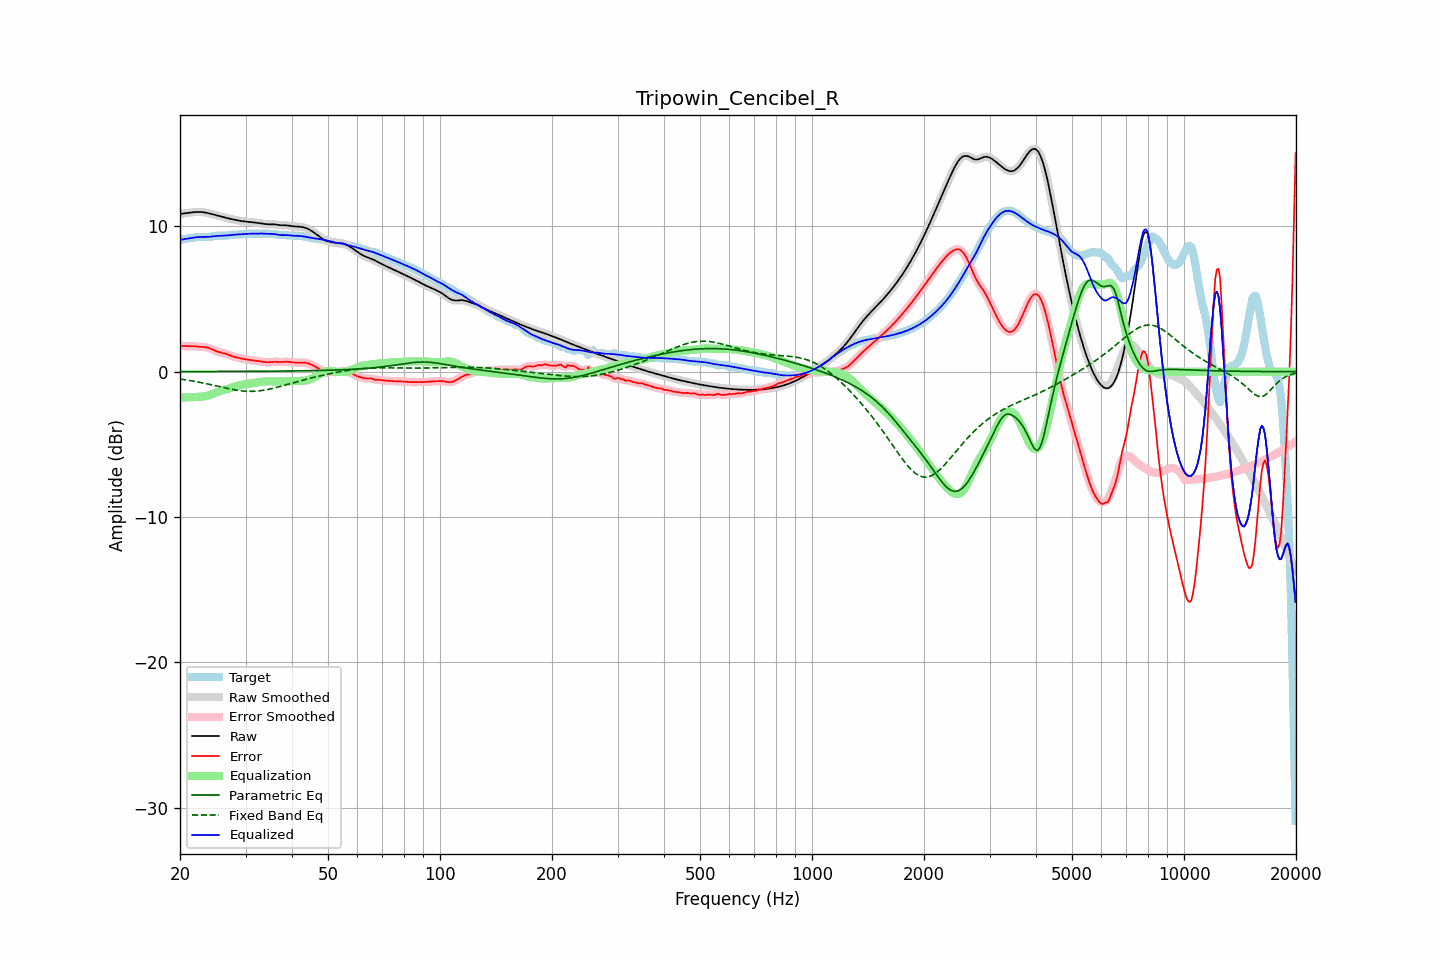 Tripowin_Cencibel_R
Amplitude (dBr)
10
0
−10
−20
−30
Target
Raw Smoothed
Error Smoothed
Raw
Error
Equalization
Parametric Eq
Fixed Band Eq
Equalized
20 50 100 200 500 1000 2000 5000 10000 20000
Frequency (Hz)